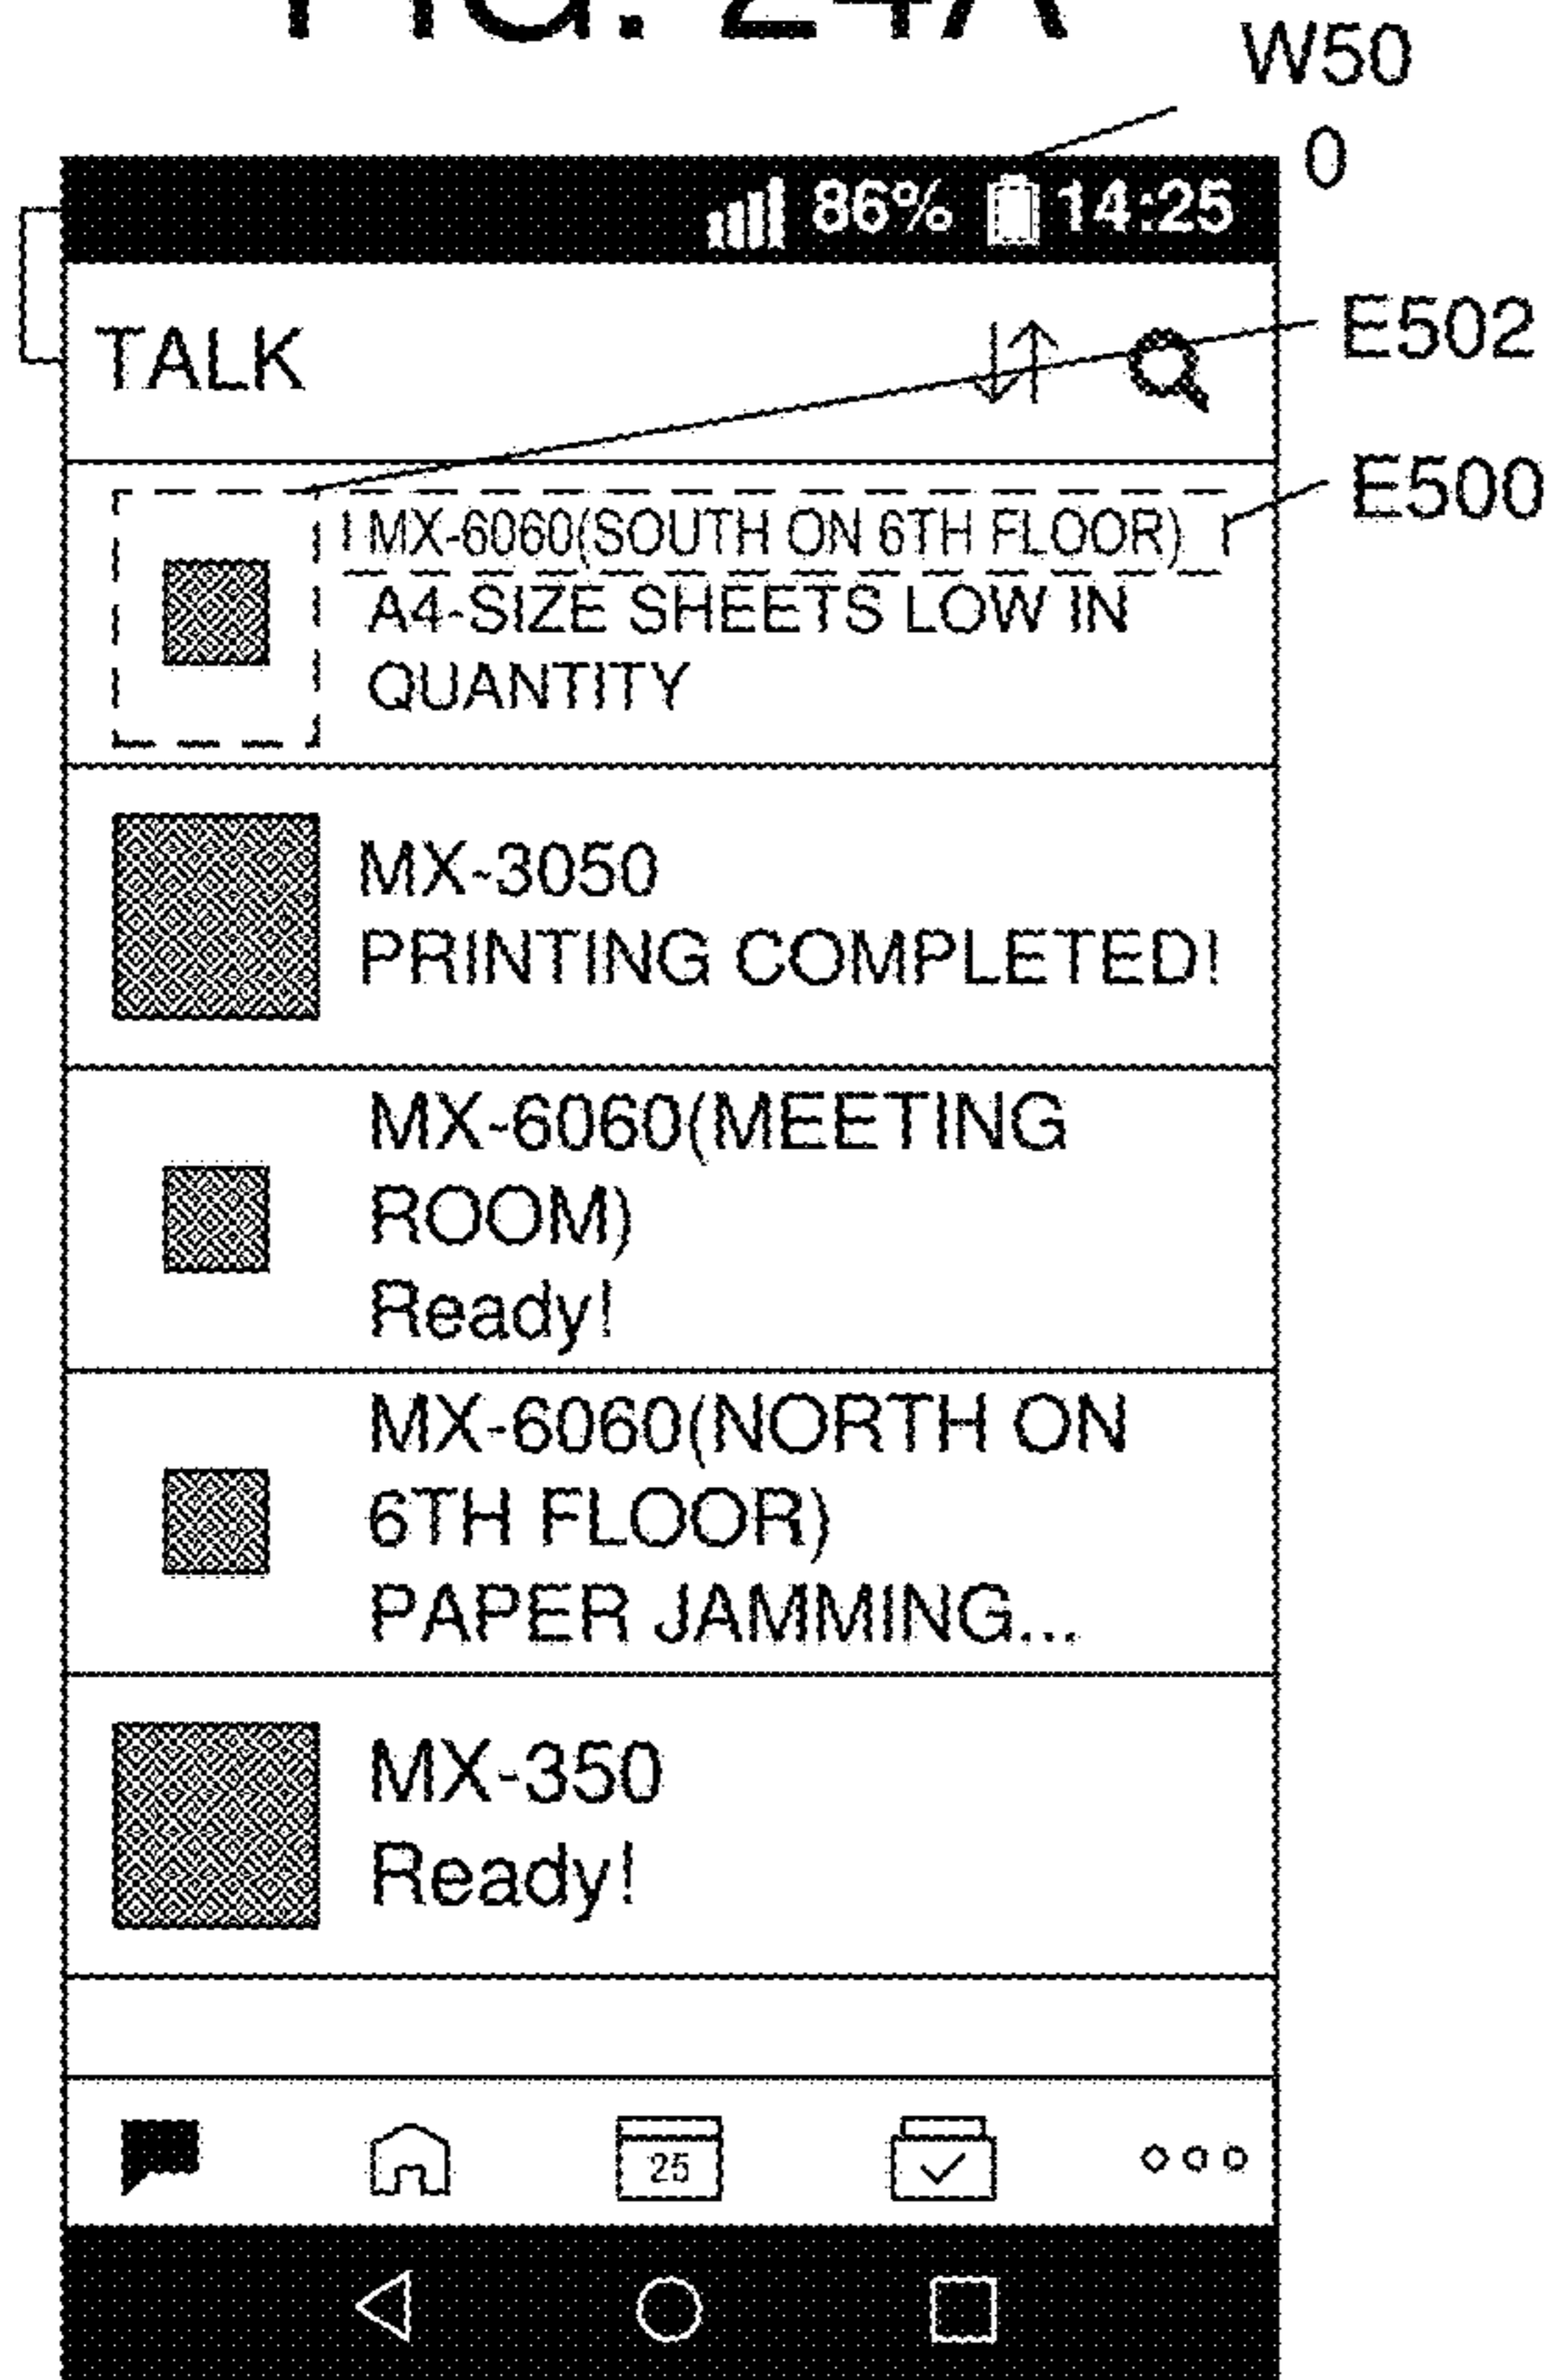 FIG. 24A
W50
0
86% 14:25
TALK
E502
E500
MX-6060(SOUTH ON 6TH FLOOR)
A4-SIZE SHEETS LOW IN
QUANTITY
MX-3050
PRINTING COMPLETED!
MX-6060(MEETING
ROOM)
Ready!
MX-6060(NORTH ON
6TH FLOOR)
PAPER JAMMING...
MX-350
Ready!
25